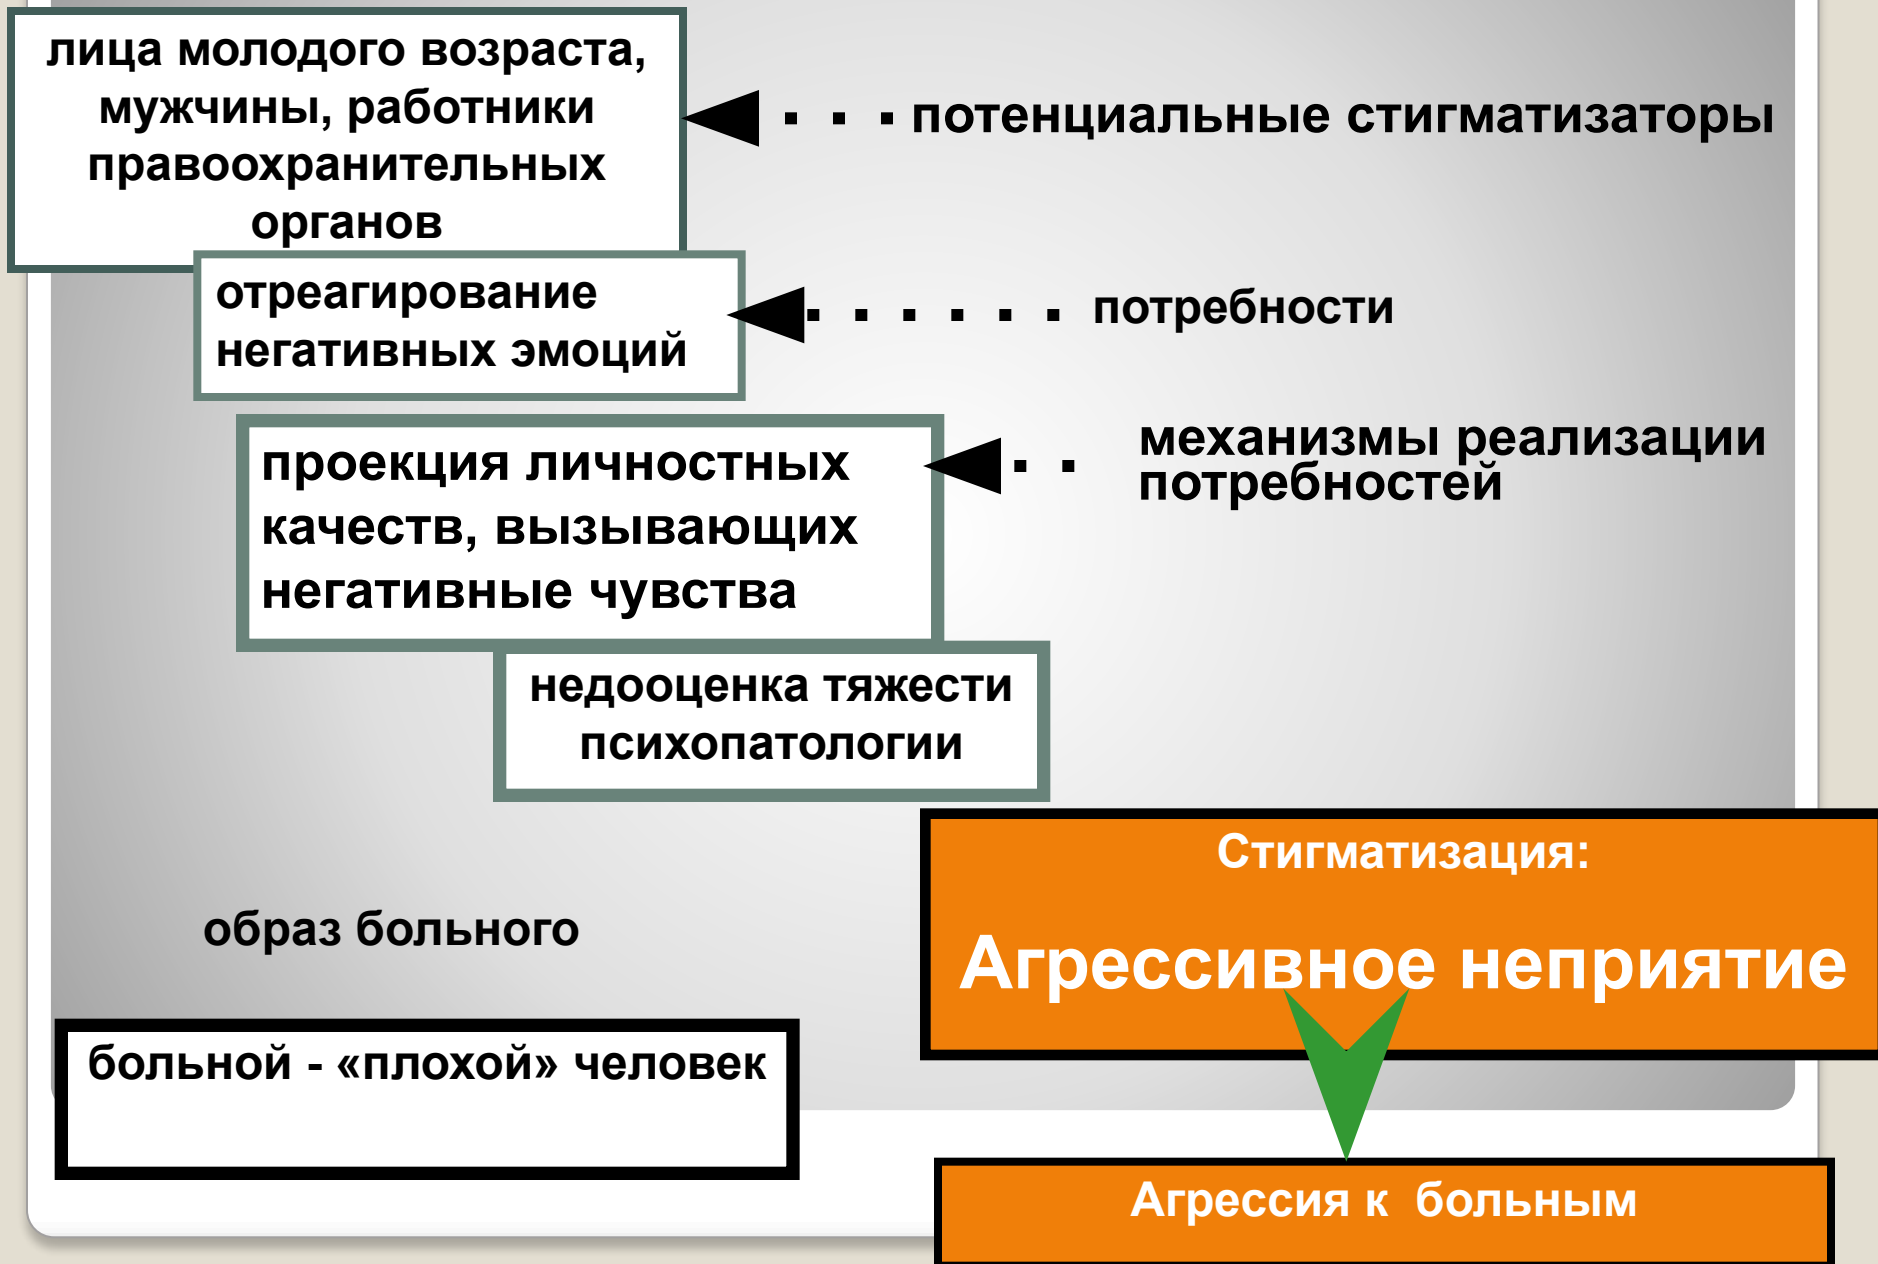 лица молодого возраста,
мужчины, работники
правоохранительных
органов
потенциальные стигматизаторы
отреагирование
негативных эмоций
потребности
механизмы реализации
потребностей
проекция личностных
качеств, вызывающих
негативные чувства
недооценка тяжести
психопатологии
Стигматизация:
Агрессивное неприятие
образ больного
больной - «плохой» человек
Агрессия к больным